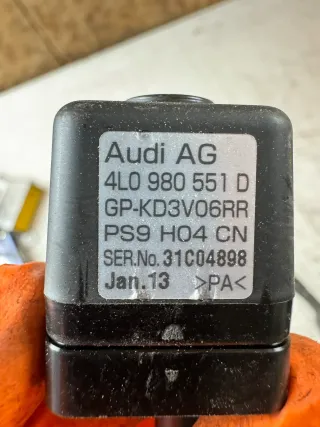 Audi AG
4L0 980 551 D
GP-KD3V06RR
PS9 H04 CN
SER.No. 31C04898
Jan.13 >PA<